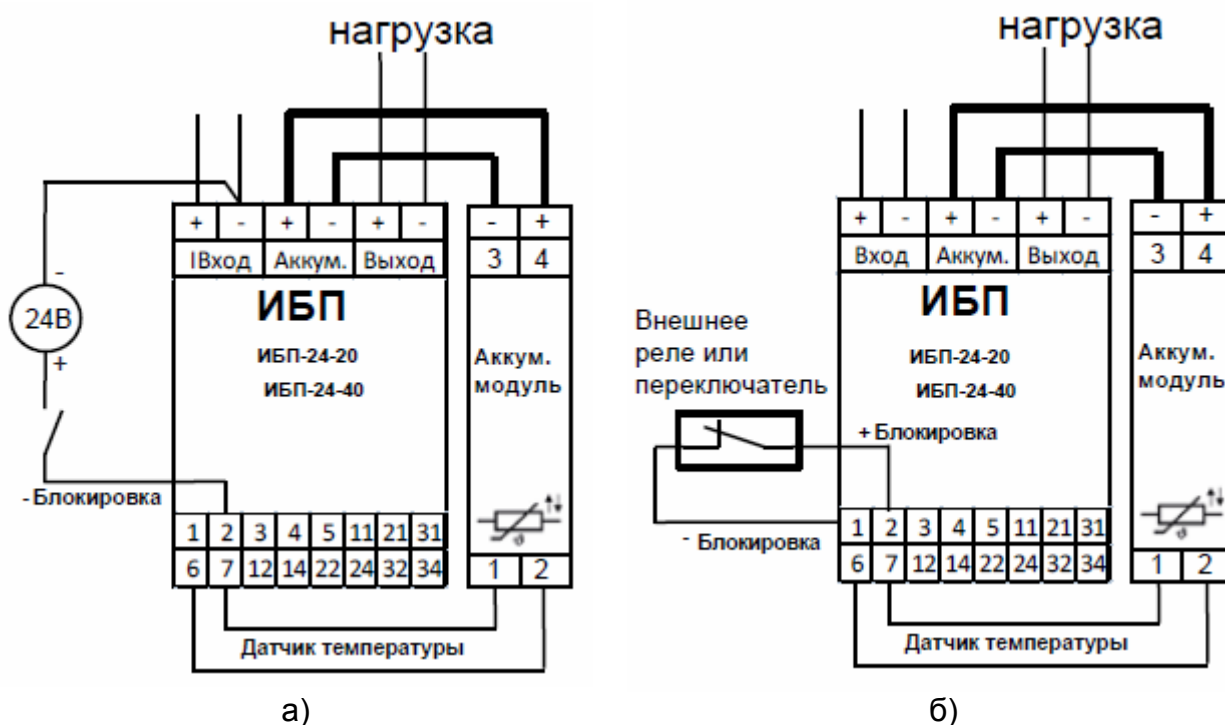 нагрузка
+ - + - + -
- +
IВход Аккум. Выход
3 4
-
24В
+
ИБП
ИБП-24-20
ИБП-24-40
Аккум.
модуль
- Блокировка
1 2 3 4 5 11 21 31
6 7 12 14 22 24 32 34
ϑ
1 2
Датчик температуры
а)
нагрузка
+ - + - + -
- +
Вход Аккум. Выход
3 4
ИБП
Внешнее
реле или
переключатель
ИБП-24-20
ИБП-24-40
Аккум.
модуль
+ Блокировка
- Блокировка
1 2 3 4 5 11 21 31
6 7 12 14 22 24 32 34
ϑ
1 2
Датчик температуры
б)